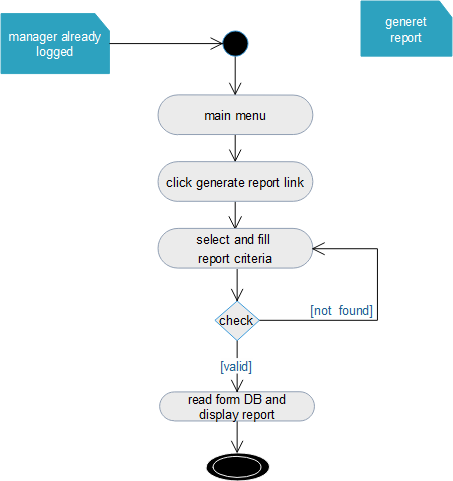 manager already
logged
generet
report
main menu
click generate report link
select and fill
report criteria
check
[not found]
[valid]
read form DB and
display report